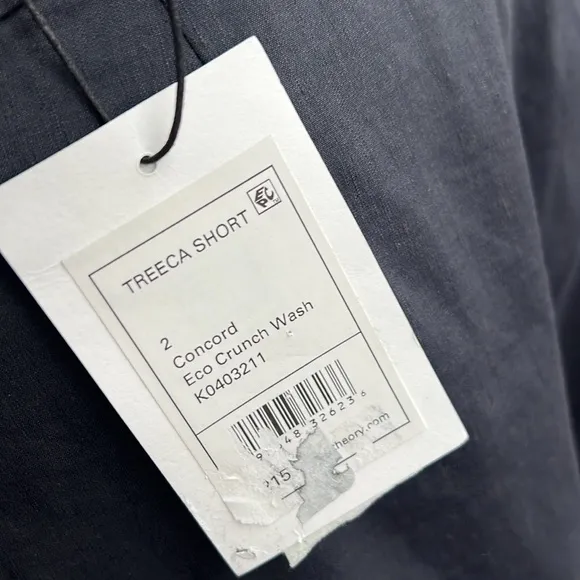 TREECA SHORT
2
Concord
Eco Crunch Wash
K0403211